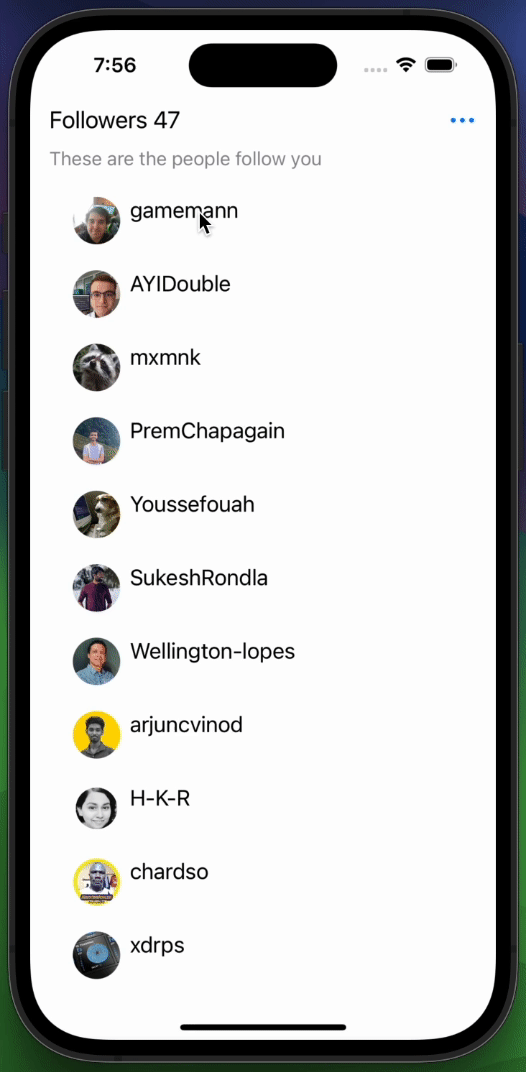 7:56
Followers 47
These are the people follow you
gamemann
AYIDouble
mxmnk
PremChapagain
Youssefouah
SukeshRondla
Wellington-lopes
arjuncvinod
H-K-R
chardso
xdrps